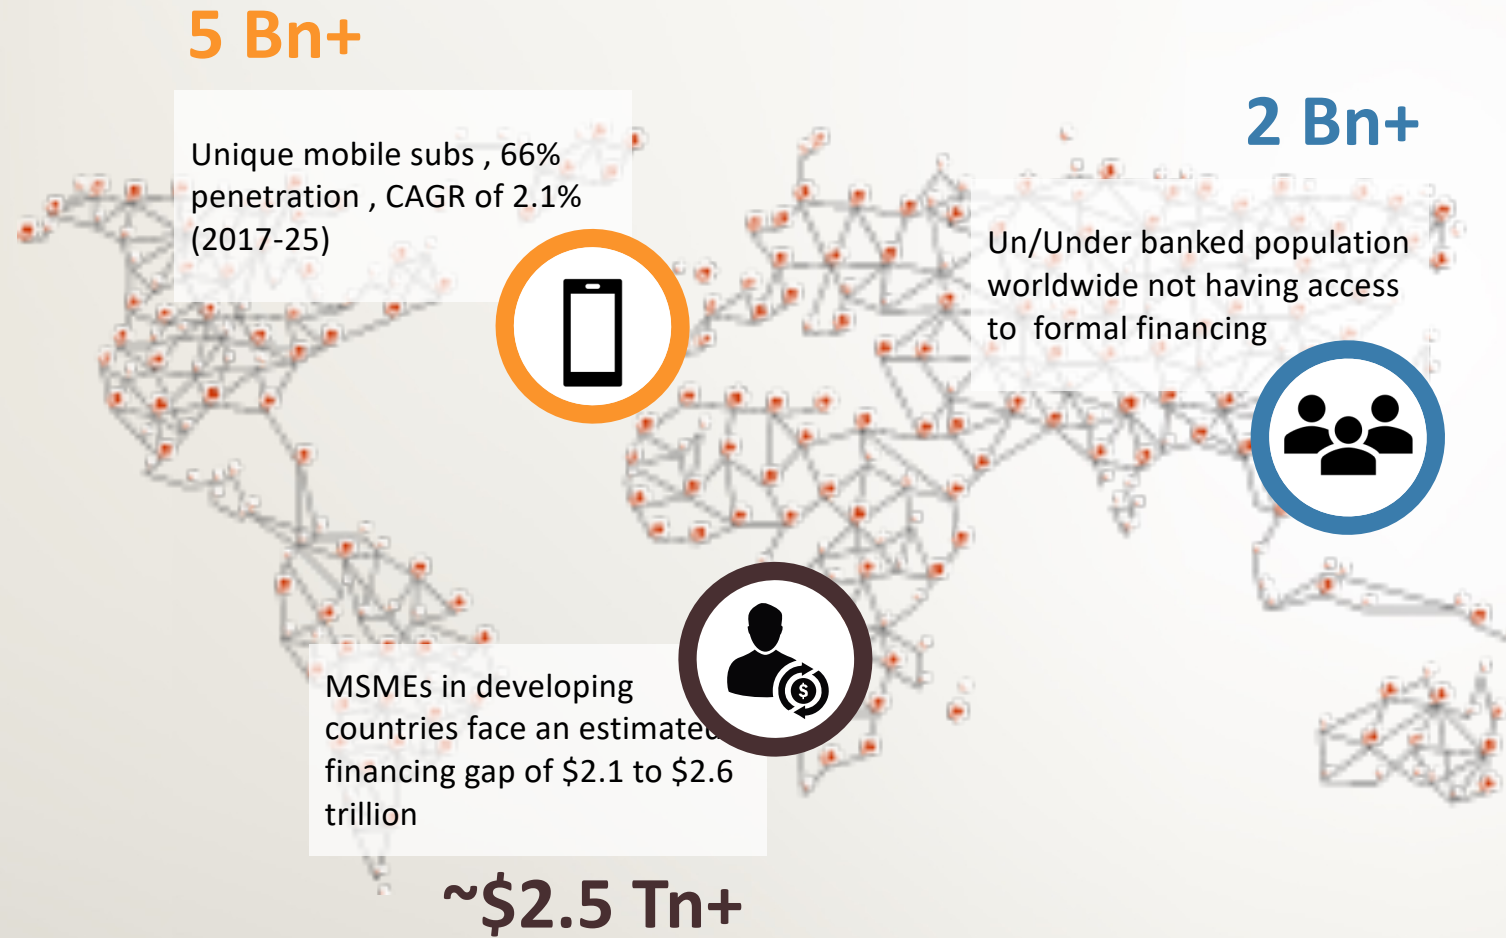 5 Bn+
Unique mobile subs , 66%
penetration , CAGR of 2.1%
(2017-25)
2 Bn+
Un/Under banked population
worldwide not having access
to  formal financing
MSMEs in developing
countries face an estimated
financing gap of $2.1 to $2.6
trillion
$
~$2.5 Tn+